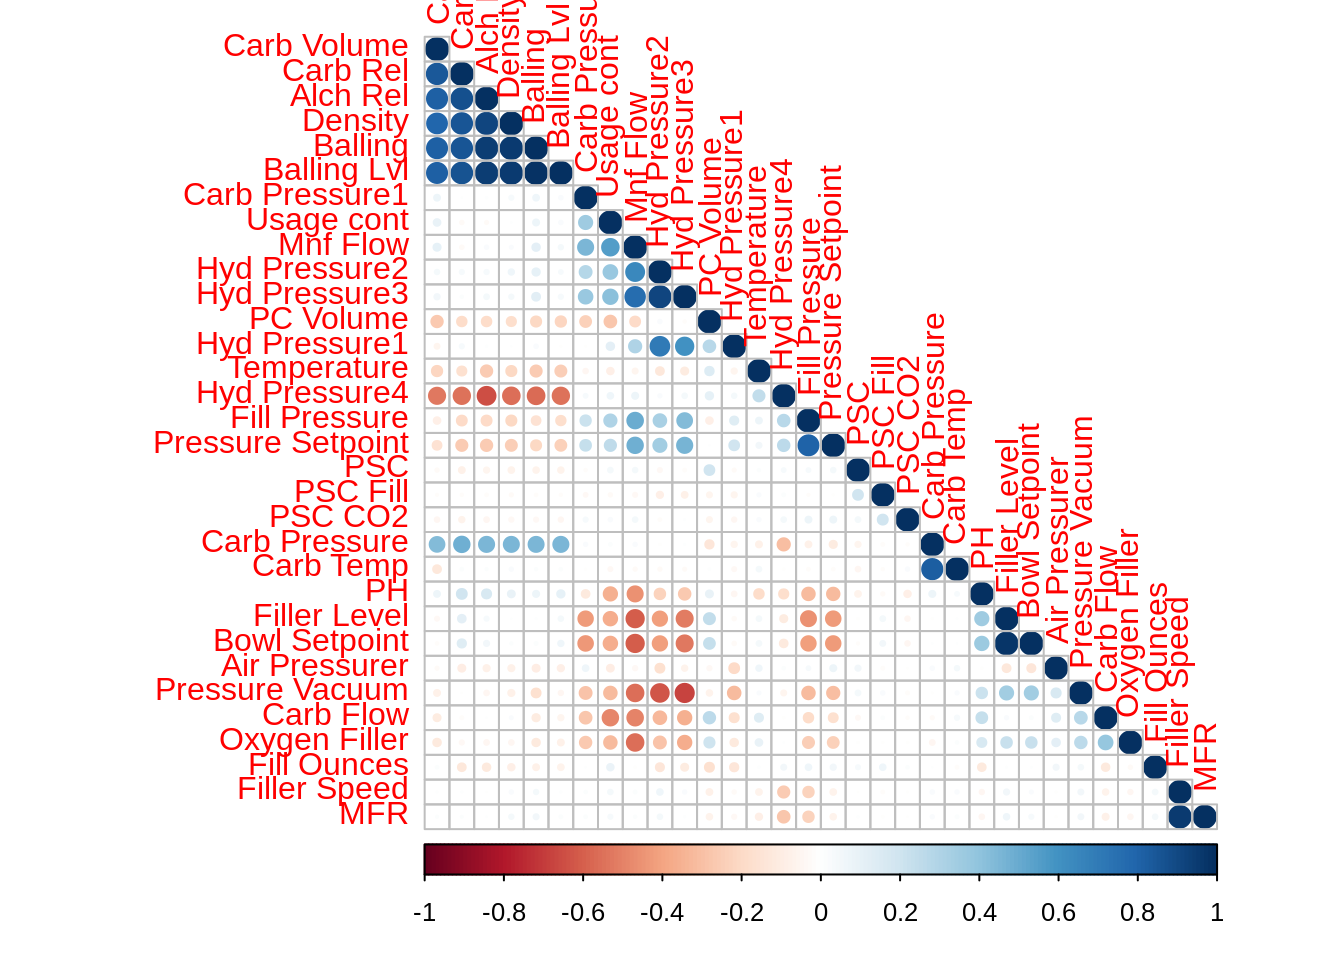 Carb Volume
Carb Rel
Alch Rel
Density
Balling
Balling Lvl
Carb Pressure1
Usage cont
Mnf Flow
Hyd Pressure2
Hyd Pressure3
PC Volume
Hyd Pressure1
Temperature
Hyd Pressure4
Fill Pressure
Pressure Setpoint
PSC
PSC Fill
PSC CO2
Carb Pressure
Carb Temp
PH
Filler Level
Bowl Setpoint
Air Pressurer
Pressure Vacuum
Carb Flow
Oxygen Filler
Fill Ounces
Filler Speed
MFR
Density
Balling
Balling Lvl
Carb Pressu
Usage cont
Mnf Flow
Hyd Pressure2
Hyd Pressure3
PC Volume
Hyd Pressure1
Temperature
Hyd Pressure4
Fill Pressure
Pressure Setpoint
PSC
PSC Fill
PSC CO2
Carb Pressure
Carb Temp
PH
Filler Level
Bowl Setpoint
Air Pressurer
Pressure Vacuum
Carb Flow
Oxygen Filler
Fill Ounces
Filler Speed
MFR
-1 -0.8 -0.6 -0.4 -0.2 0 0.2 0.4 0.6 0.8 1